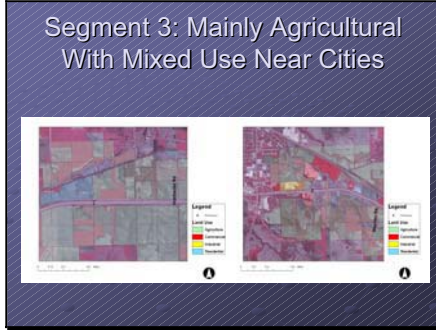 Segment 3: Mainly Agricultural
With Mixed Use Near Cities
Legend
Land Use
Agriculture
Commercial
Industrial
Residential
Legend
Land Use
Agriculture
Commercial
Industrial
Residential